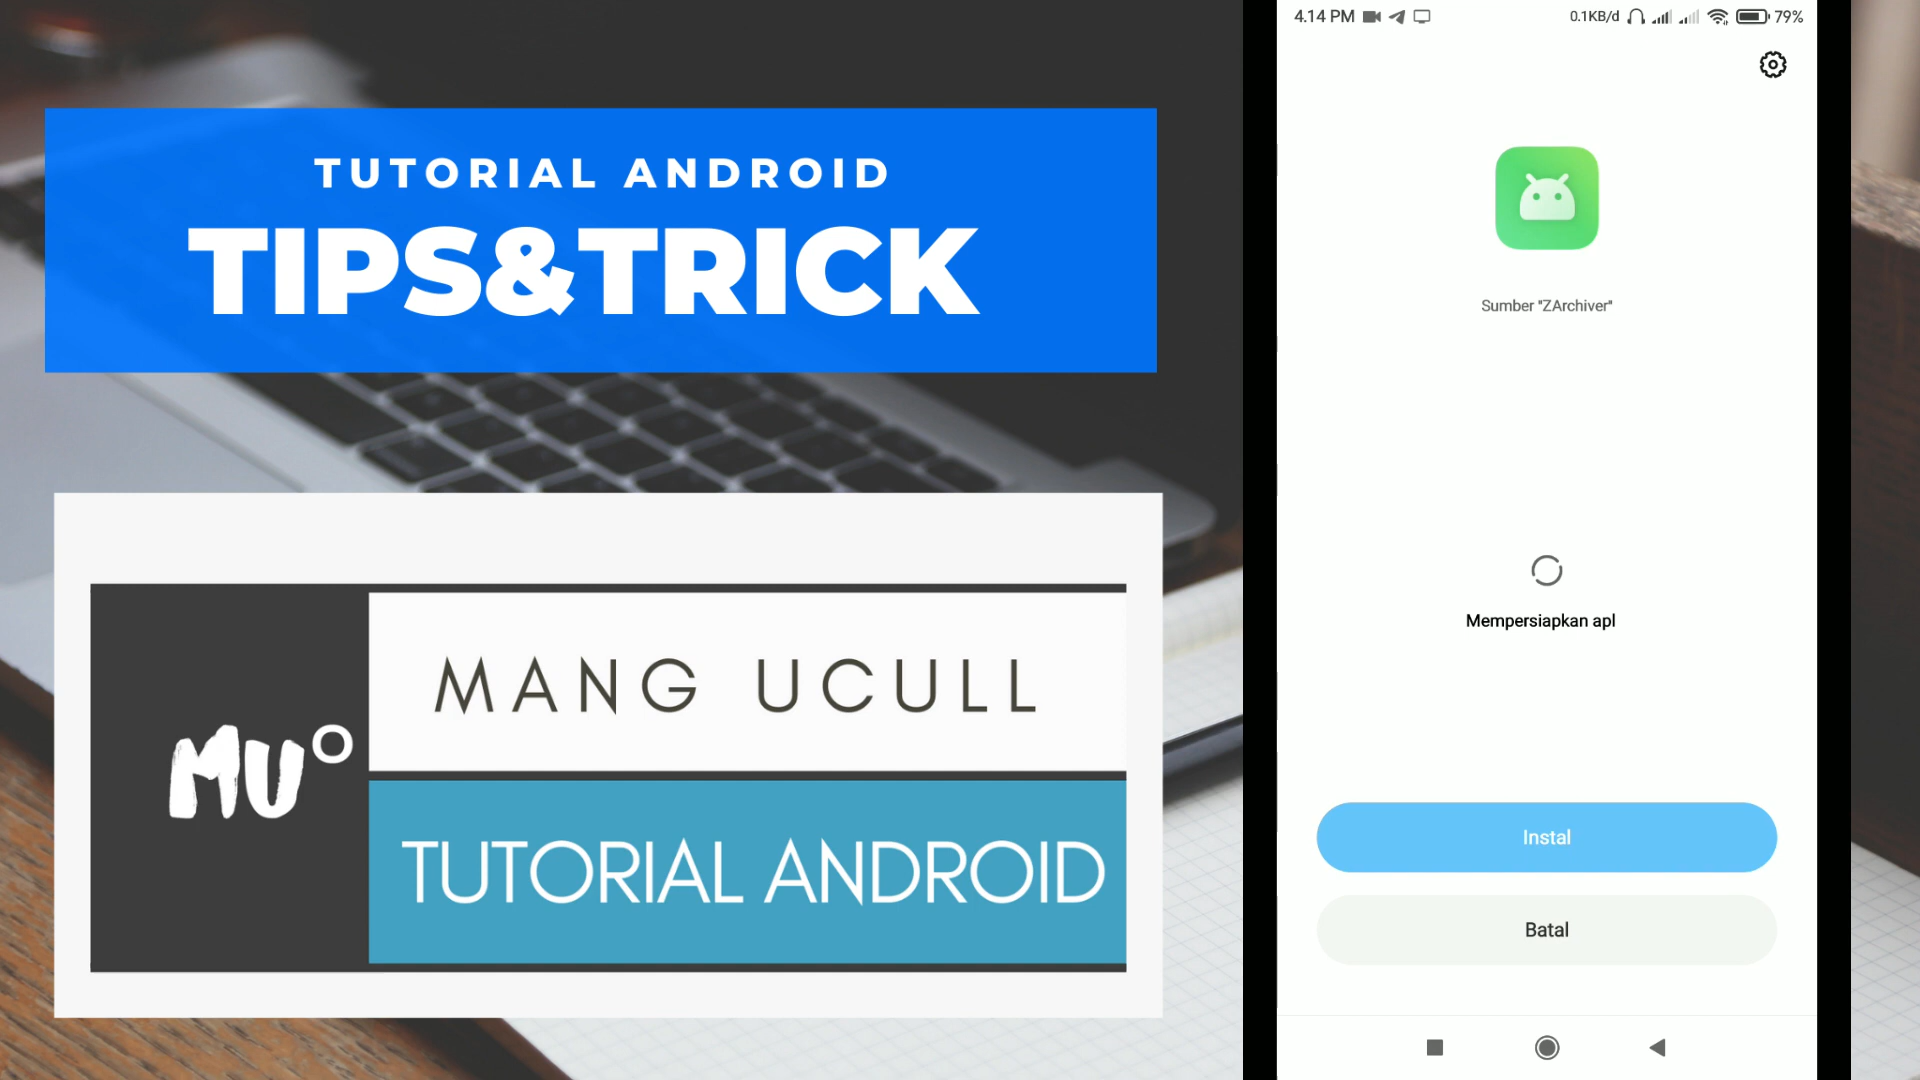 TUTORIAL ANDROID
TIPS&TRICK
MU°
MANG UCULL
TUTORIAL ANDROID
4.14 PM
0.1KB/d
79%
Sumber "ZArchiver"
Mempersiapkan apl
Instal
Batal